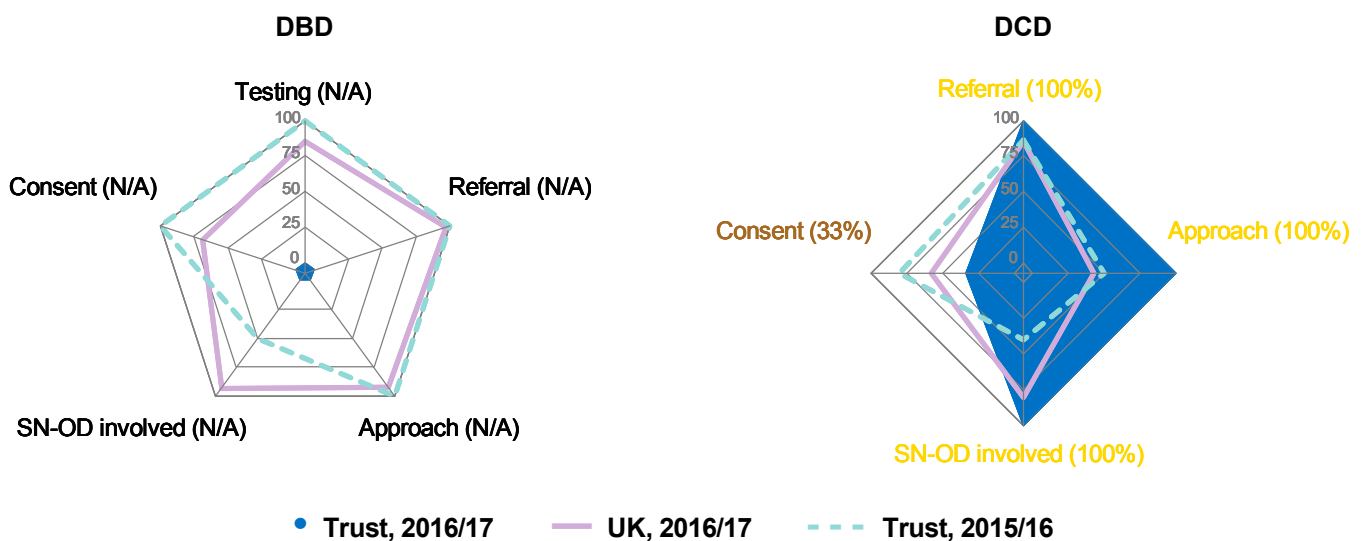 DBD
Testing (N/A)
100
75
50
25
0
Consent (N/A)
Referral (N/A)
SN-OD involved (N/A)
Approach (N/A)
DCD
Referral (100%)
100
75
50
25
0
Consent (33%)
Approach (100%)
SN-OD involved (100%)
Trust, 2016/17
UK, 2016/17
Trust, 2015/16